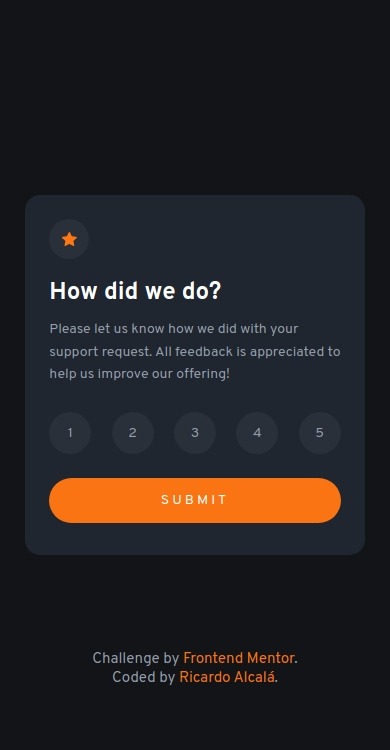 How did we do?
Please let us know how we did with your
support request. All feedback is appreciated to
help us improve our offering!
1 2 3 4 5
SUBMIT
Challenge by Frontend Mentor.
Coded by Ricardo Alcalá.